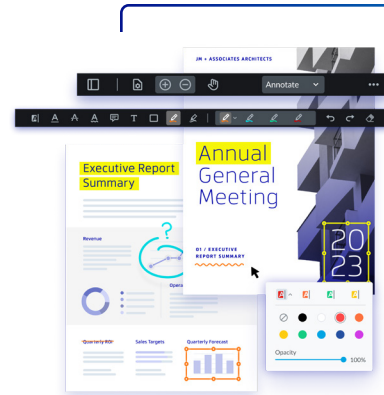 JM + ASSOCIATES ARCHITECTS
Annotate
Annual
General
Meeting
01 / EXECUTIVE
REPORT SUMMARY
20
23
Executive Report
Summary
?
Revenue
Opera
Quarterly ROI
Sales Targets
Quarterly Forecast
Opacity
100%